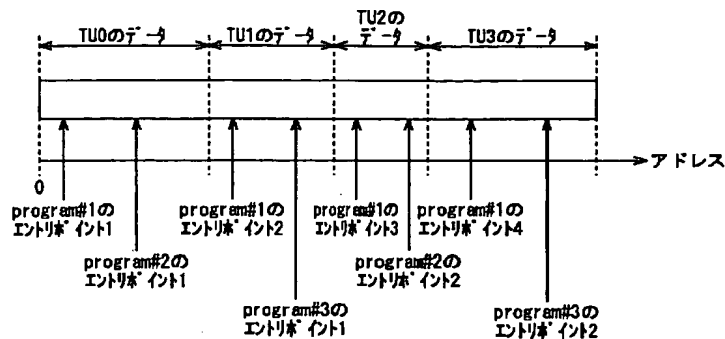 TU0のデータ
TU1のデータ
TU2の
データ
TU3のデータ
アドレス
0
program#1の
エントリポイント1
program#1の
エントリポイント2
program#1の
エントリポイント3
program#1の
エントリポイント4
program#2の
エントリポイント1
program#2の
エントリポイント2
program#3の
エントリポイント1
program#3の
エントリポイント2